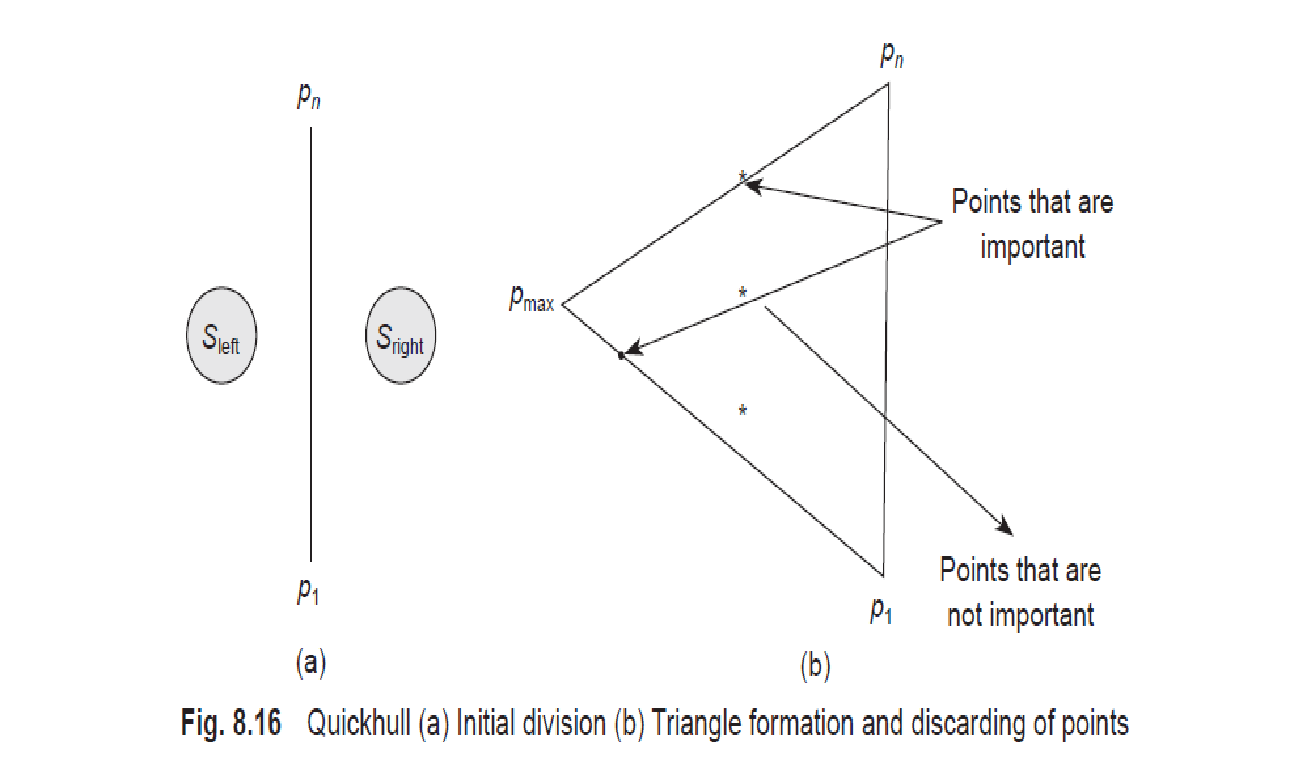 pn
Sleft
Sright
p1
(a)
pn
*
Points that are
important
pmax
*
*
Points that are
not important
p1
(b)
Fig. 8.16 Quickhull (a) Initial division (b) Triangle formation and discarding of points